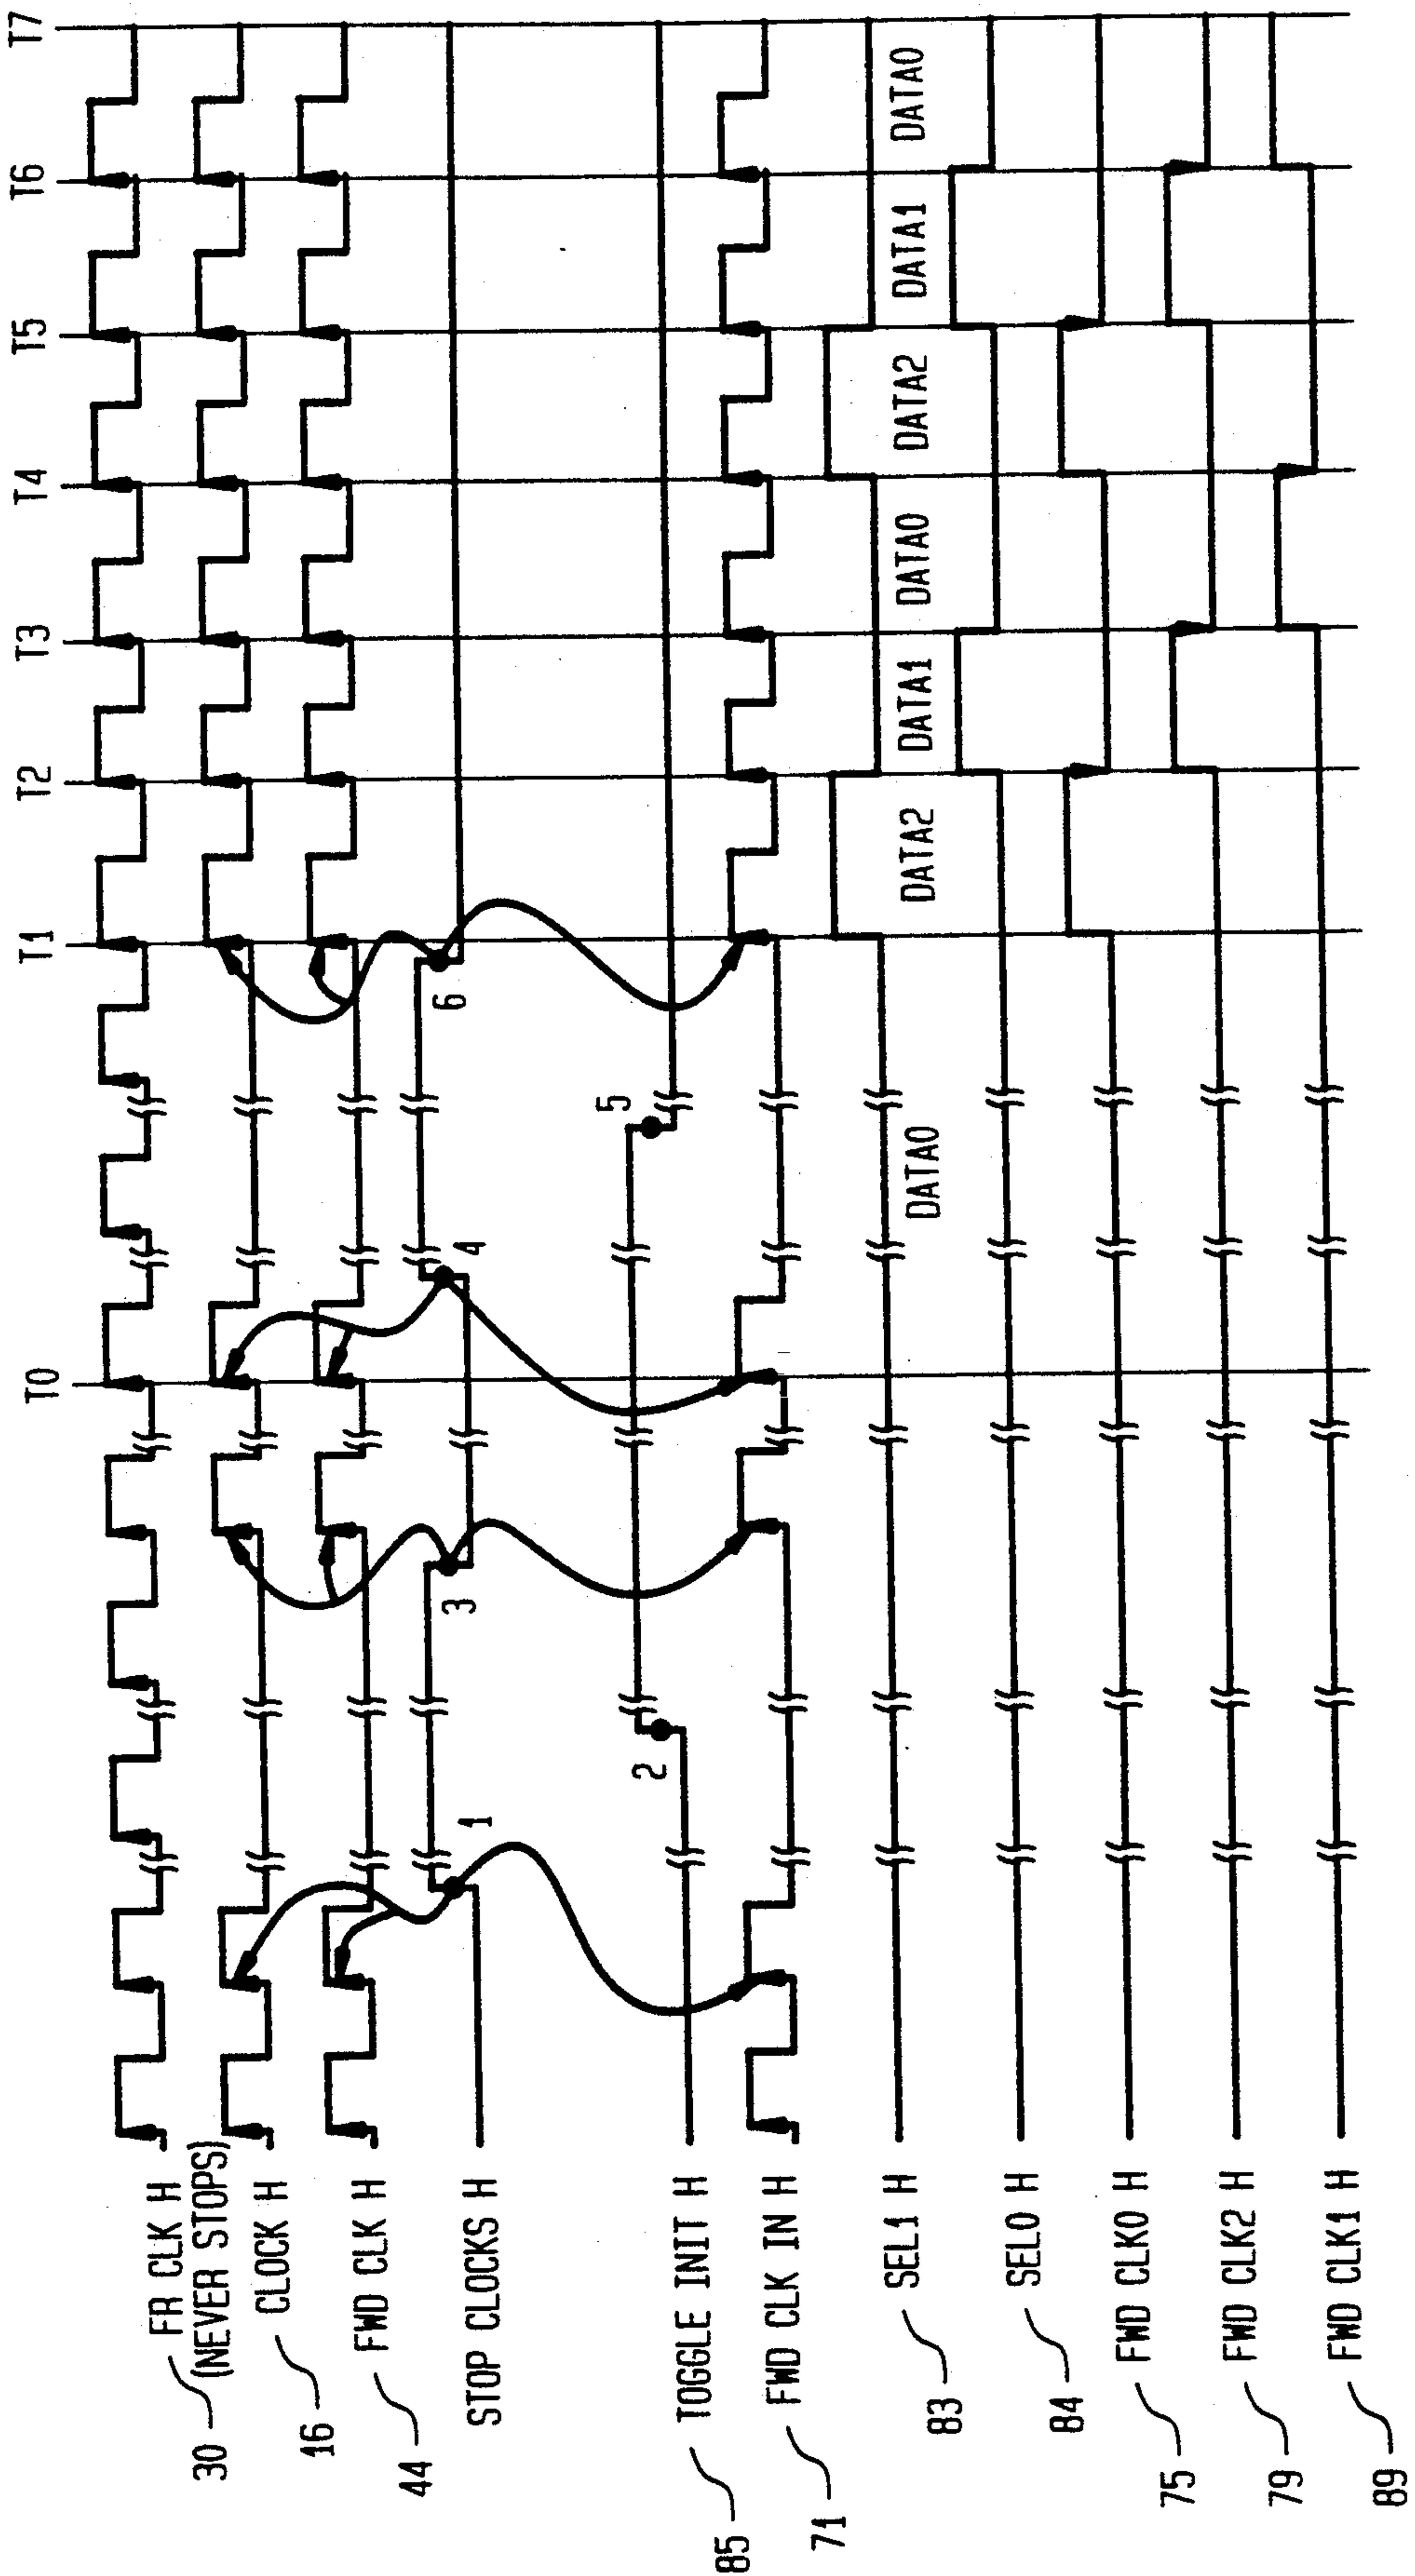 T0 T1 T2 T3 T4 T5 T6 T7
30 FR CLK H
(NEVER STOPS)
16 CLOCK H
44 FWD CLK H
STOP CLOCKS H
1 3 4 6
85 TOGGLE INIT H
2 5
71 FWD CLK IN H
83 SEL1 H
DATA0 DATA2 DATA1 DATA0 DATA2 DATA1 DATA0
84 SEL0 H
75 FWD CLK0 H
79 FWD CLK2 H
89 FWD CLK1 H